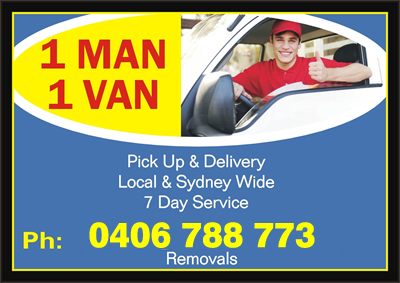 1 MAN
1 VAN
Pick Up & Delivery
Local & Sydney Wide
7 Day Service
Ph: 0406 788 773
Removals